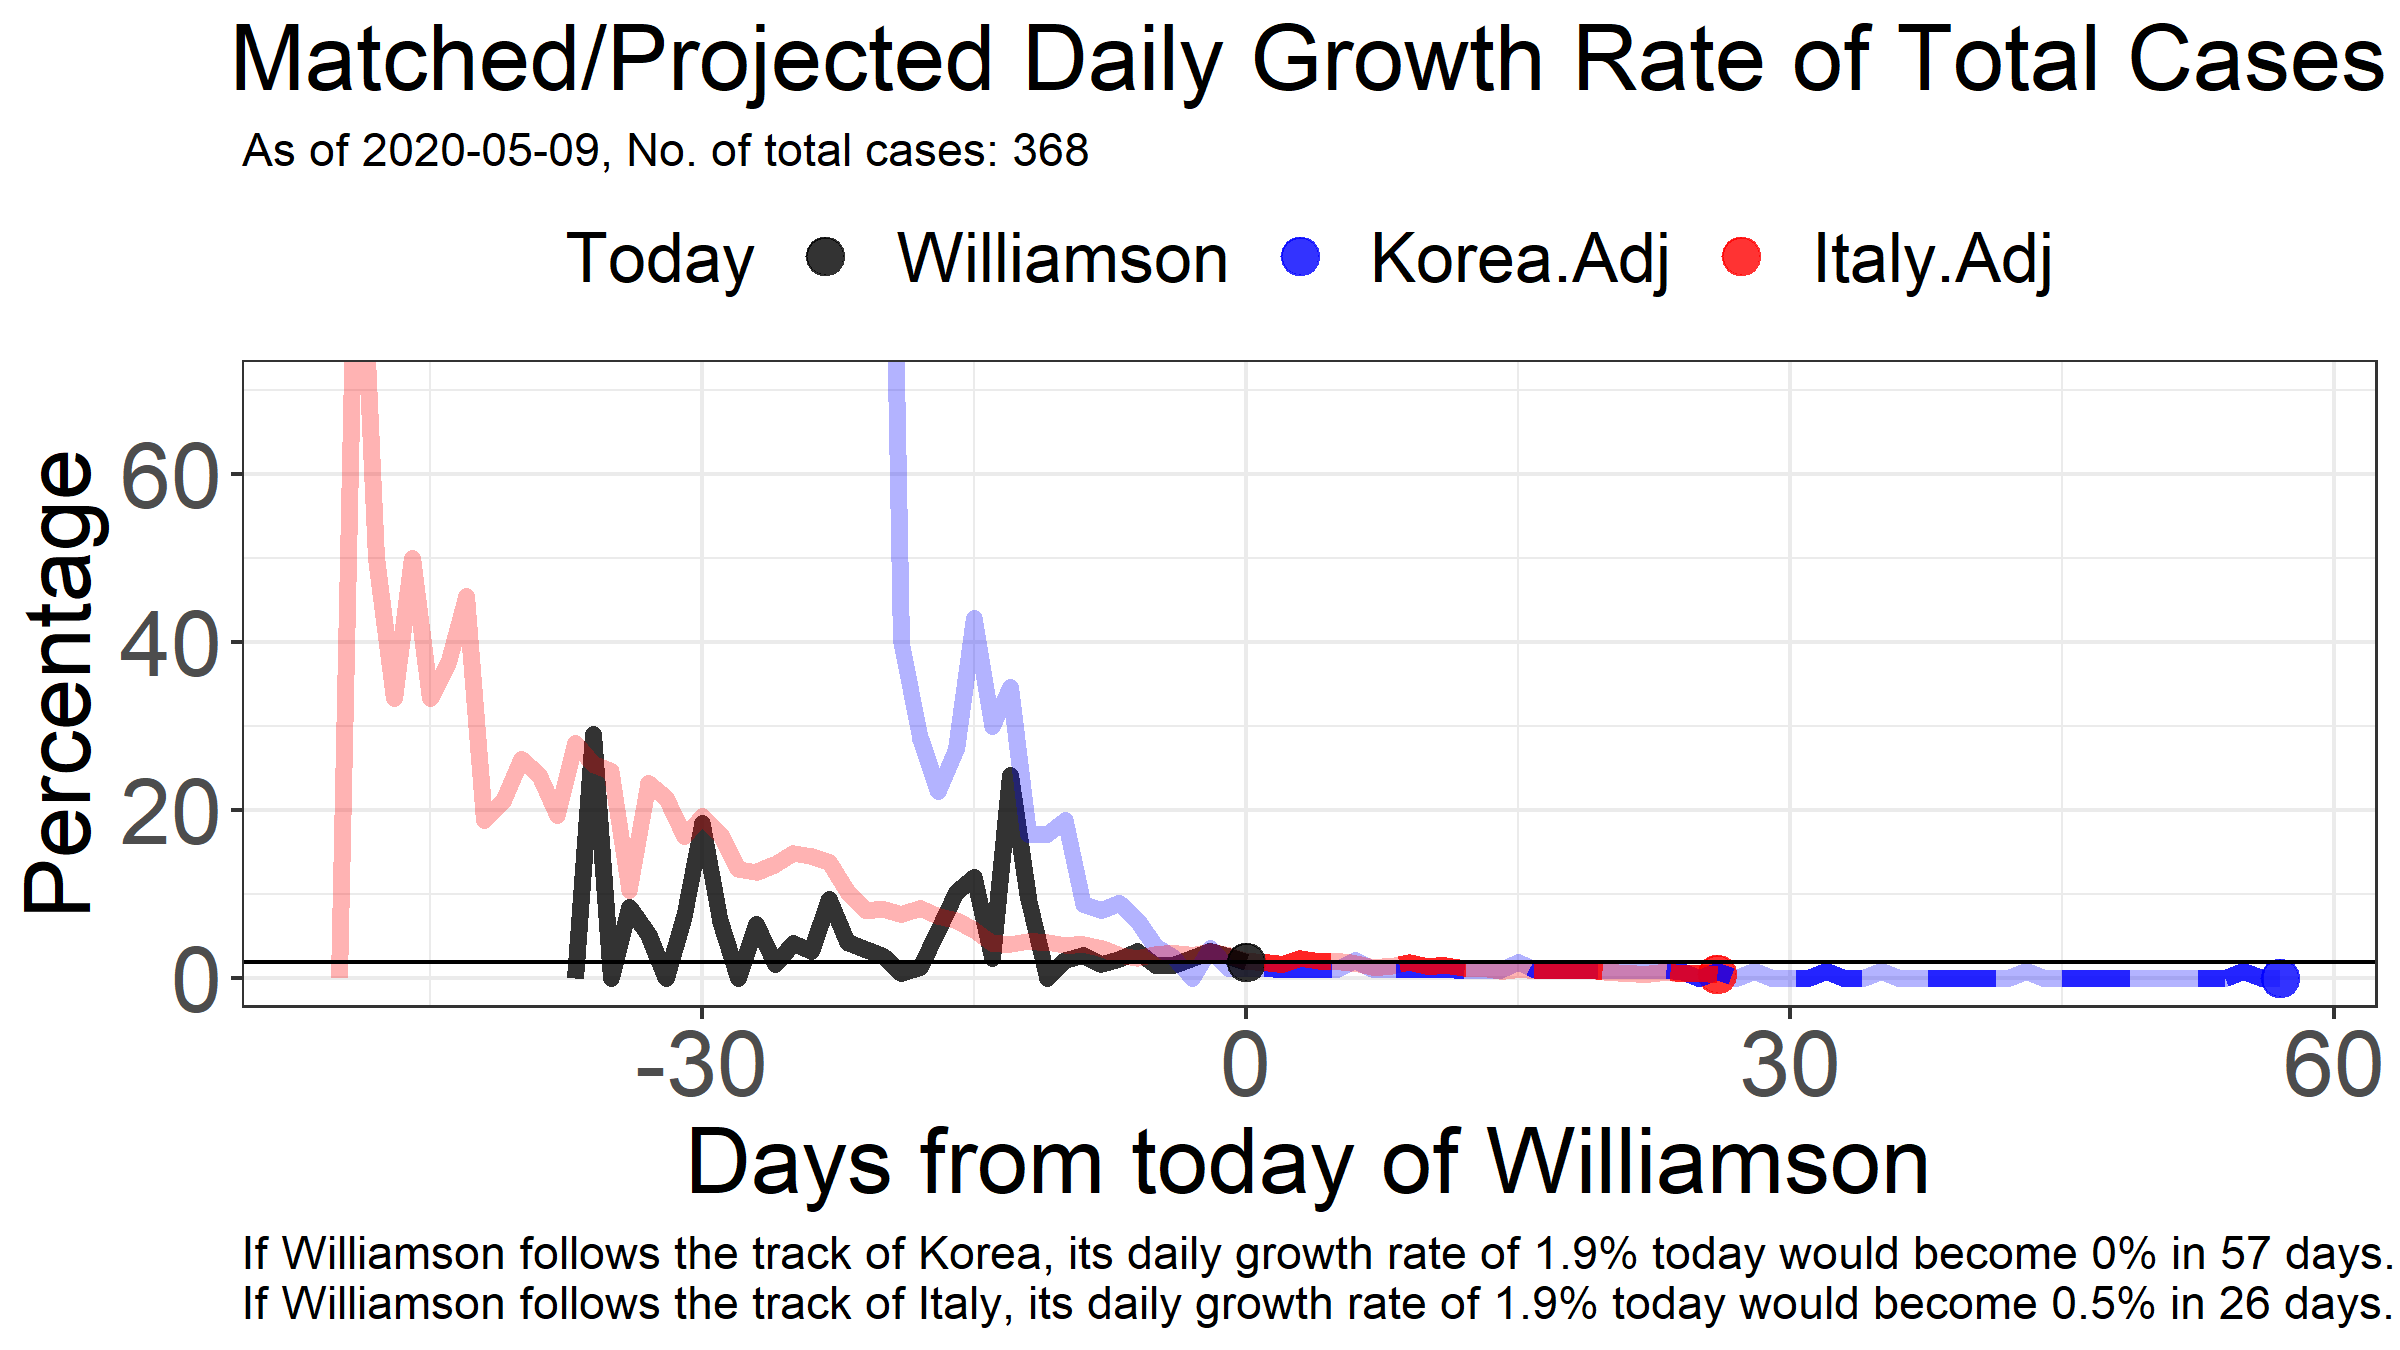 Matched/Projected Daily Growth Rate of Total Cases
As of 2020-05-09, No. of total cases: 368
Today Williamson Korea.Adj Italy.Adj
Percentage
60
40
20
0
-30 0 30 60
Days from today of Williamson
If Williamson follows the track of Korea, its daily growth rate of 1.9% today would become 0% in 57 days.
If Williamson follows the track of Italy, its daily growth rate of 1.9% today would become 0.5% in 26 days.